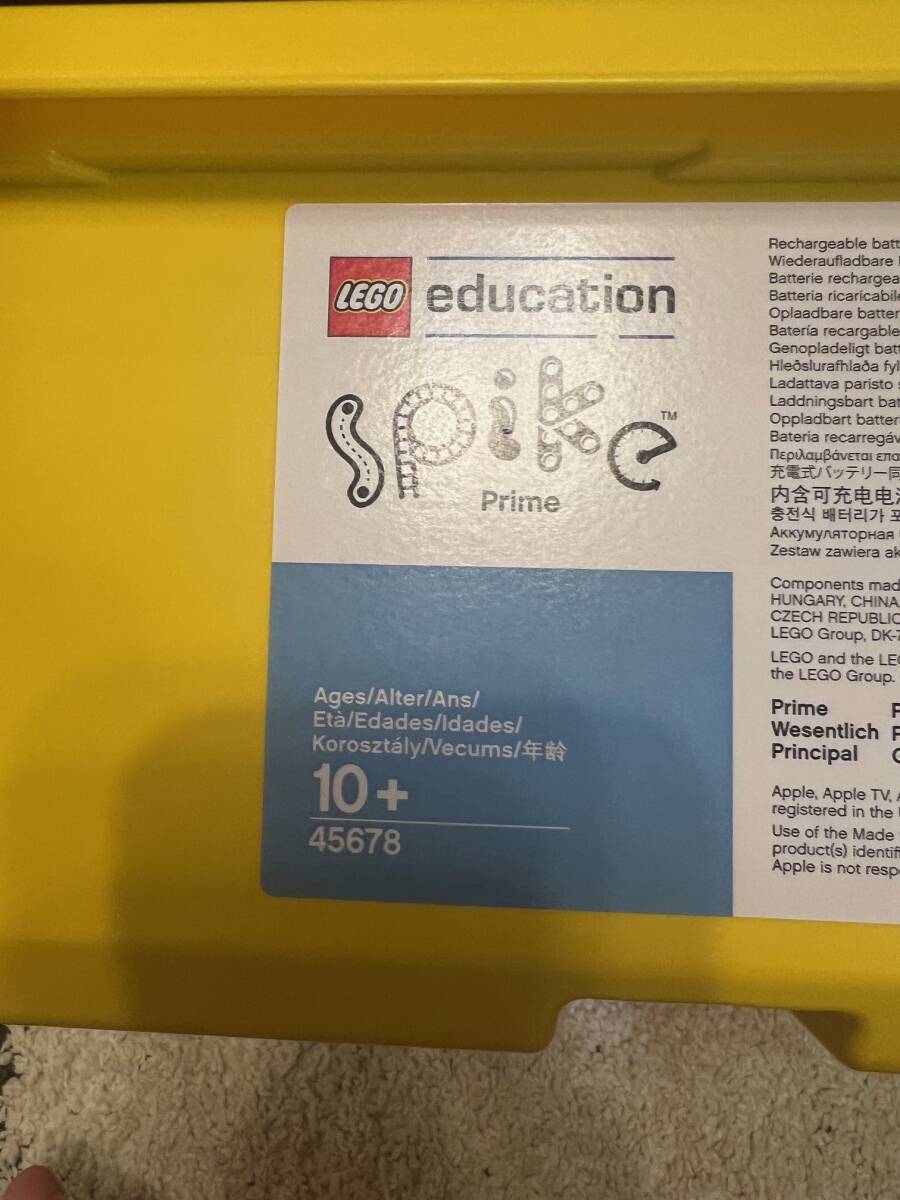 LEGO education
spike™
Prime
Ages/Alter/Ans/
Età/Edades/Idades/
Korosztály/Vecums/年龄
10+
45678
Rechargeable batt
Wiederaufladbare
Batterie rechargea
Batteria ricaricabile
Oplaadbare batter
Batería recargable
Genopladeligt batt
Hleðslurafhlaða fyl
Ladattava paristo s
Laddningsbart bat
Oppladbart batteri
Bateria recarregáv
Περιλαμβάνεται επα
充電式バッテリー同
内含可充电电
충전식 배터리가 포
Аккумуляторная
Zestaw zawiera ak
Components mad
HUNGARY, CHINA,
CZECH REPUBLIC
LEGO Group, DK-7
LEGO and the LEG
the LEGO Group.
Prime
Wesentlich
Principal
Apple, Apple TV, A
registered in the
Use of the Made
product(s) identifi
Apple is not resp